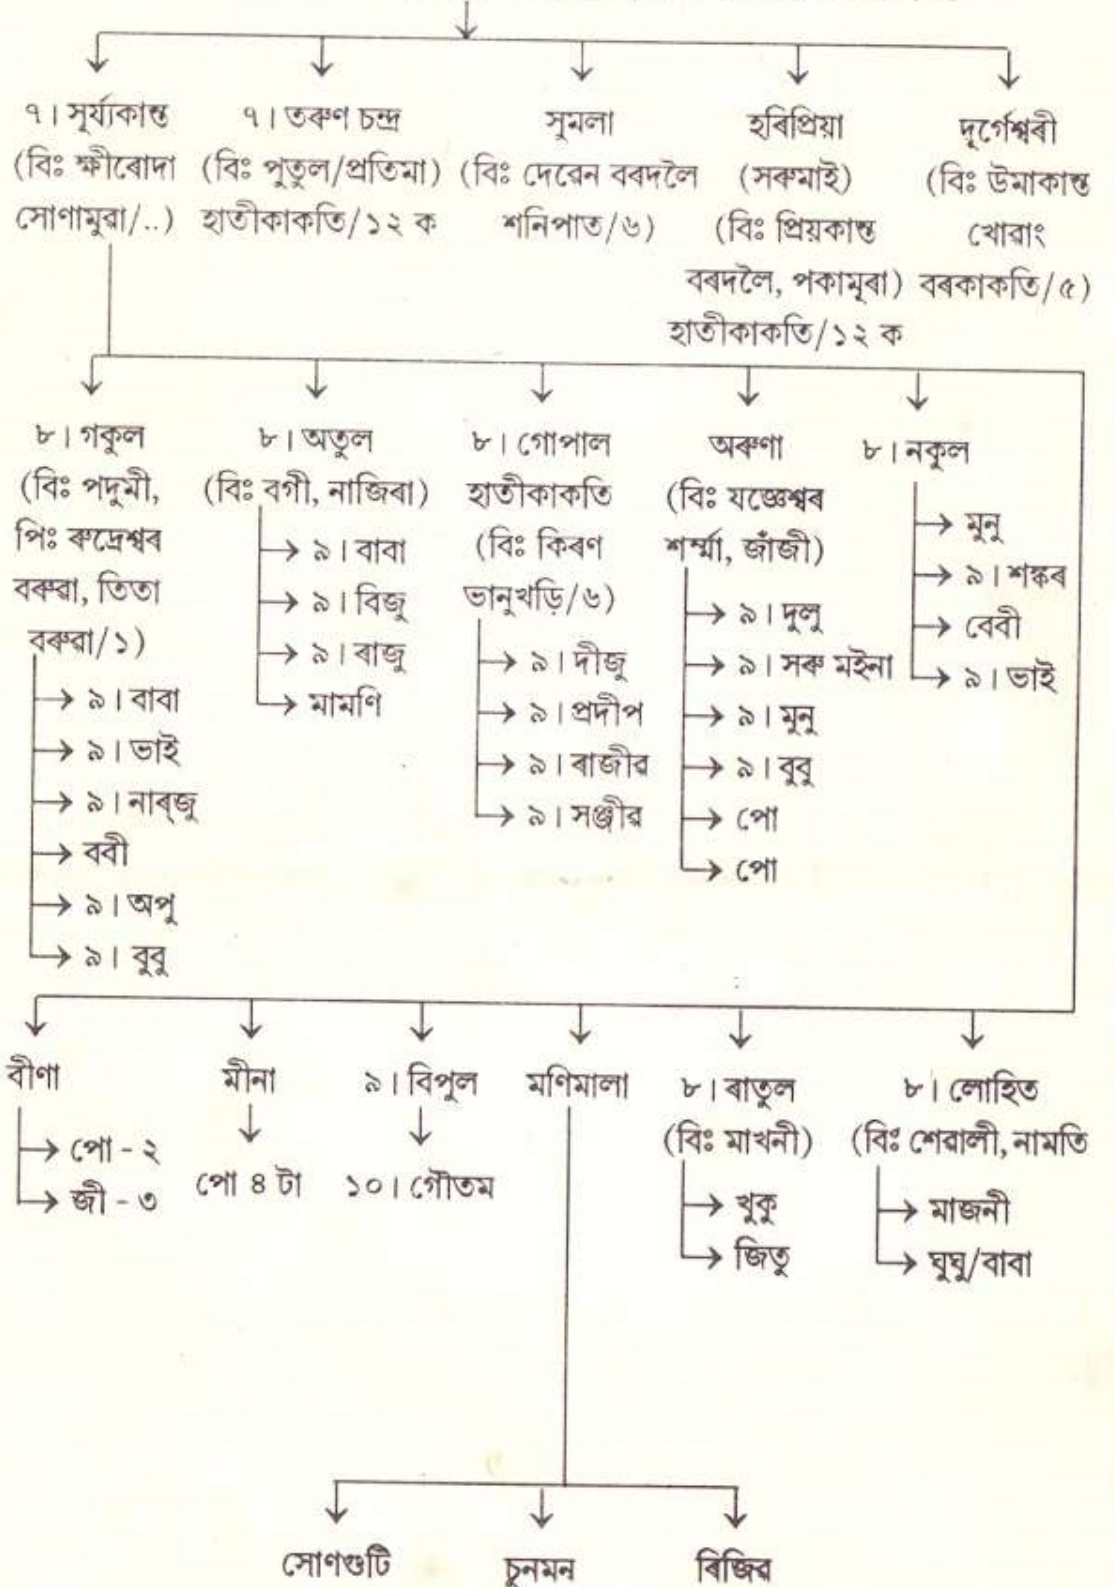 ৭। সূৰ্য্যকান্ত
(বিঃ ক্ষীৰোদা
সোণামুৱা/..)
৭। তৰুণ চন্দ্ৰ
(বিঃ পুতুল/প্ৰতিমা)
হাতীকাকতি/১২ ক
সুমলা
(বিঃ দেৱেন বৰদলৈ
শনিপাত/৬)
হৰিপ্ৰিয়া
(সৰুমাই)
(বিঃ প্ৰিয়কান্ত
বৰদলৈ, পকামূৰা)
হাতীকাকতি/১২ ক
দূৰ্গেশ্বৰী
(বিঃ উমাকান্ত
খোৱাং
বৰকাকতি/৫)
৮। গকুল
(বিঃ পদুমী,
পিঃ ৰুদ্ৰেশ্বৰ
বৰুৱা, তিতা
বৰুৱা/১)
→ ৯। বাবা
→ ৯। ভাই
→ ৯। নাৰ্জু
→ ববী
→ ৯। অপু
→ ৯। বুবু
৮। অতুল
(বিঃ বগী, নাজিৰা)
→ ৯। বাবা
→ ৯। বিজু
→ ৯। ৰাজু
→ মামণি
৮। গোপাল
হাতীকাকতি
(বিঃ কিৰণ
ভানুখড়ি/৬)
→ ৯। দীজু
→ ৯। প্ৰদীপ
→ ৯। ৰাজীৱ
→ ৯। সঞ্জীৱ
অৰুণা
(বিঃ যজ্ঞেশ্বৰ
শৰ্ম্মা, জাঁজী)
→ ৯। দুলু
→ ৯। সৰু মইনা
→ ৯। মুনু
→ ৯। বুবু
→ পো
→ পো
৮। নকুল
→ মুনু
→ ৯। শঙ্কৰ
→ বেবী
→ ৯। ভাই
বীণা
→ পো - ২
→ জী - ৩
মীনা
পো ৪ টা
৯। বিপুল
১০। গৌতম
মণিমালা
৮। ৰাতুল
(বিঃ মাখনী)
→ খুকু
→ জিতু
৮। লোহিত
(বিঃ শেৱালী, নামতি
→ মাজনী
→ ঘুঘু/বাবা
সোণগুটি
চুনমন
ৰিজিৱ